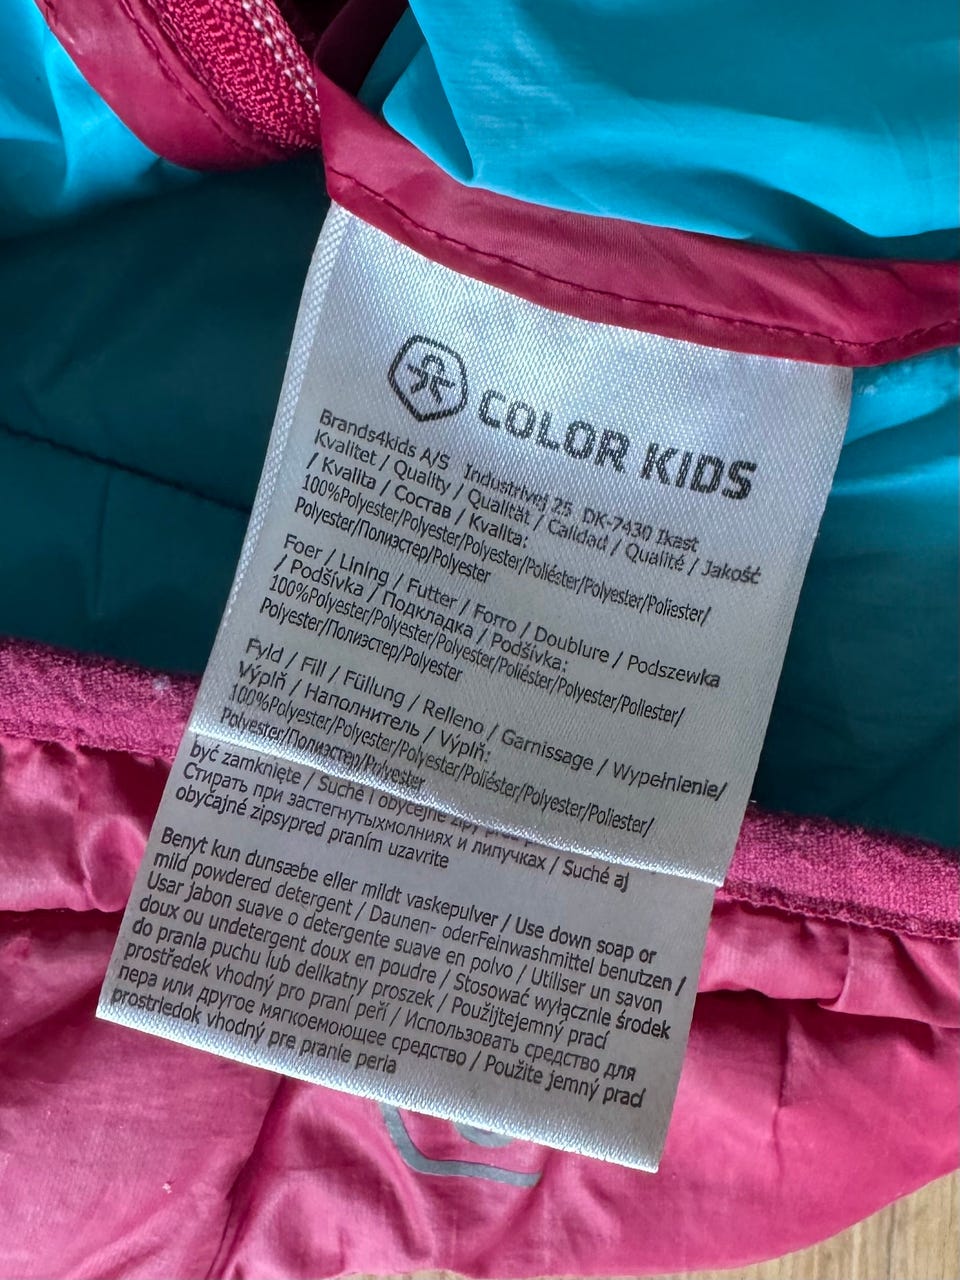 COLOR KIDS
Brands4kids A/S Industrivej 25 DK-7430 Ikast
Kvalitet / Quality / Qualität / Calidad / Qualité / Jakość
/ Kvalita / Состав / Kvalita:
100%Polyester/Polyester/Polyester/Poliéster/Polyester/Poliester/
Polyester/Полиэстер/Polyester
Foer / Lining / Futter / Forro / Doublure / Podszewka
/ Podšívka / Подкладка / Podšívka:
100%Polyester/Polyester/Polyester/Poliéster/Polyester/Poliester/
Polyester/Полиэстер/Polyester
Fyld / Fill / Füllung / Relleno / Garnissage / Wypełnienie/
Výplň / Наполнитель / Výplň:
100%Polyester/Polyester/Polyester/Poliéster/Polyester/Poliester/
Polyester/Полиэстер/Polyester
być zamknięte / Suché i obyčejné zipy
Стирать при застегнутыхмолниях и липучках / Suché aj
obyčajné zipsypred praním uzavrite
Benyt kun dunsæbe eller mildt vaskepulver / Use down soap or
mild powdered detergent / Daunen- oderFeinwashmittel benutzen /
Usar jabon suave o detergente suave en polvo / Utiliser un savon
doux ou undetergent doux en poudre / Stosować wyłącznie środek
do prania puchu lub delikatny proszek / Použijtejemný prací
prostředek vhodný pro praní peří / Использовать средство для
пера или другое мягкоемоющее средство / Použite jemný prací
prostriedok vhodný pre pranie peria